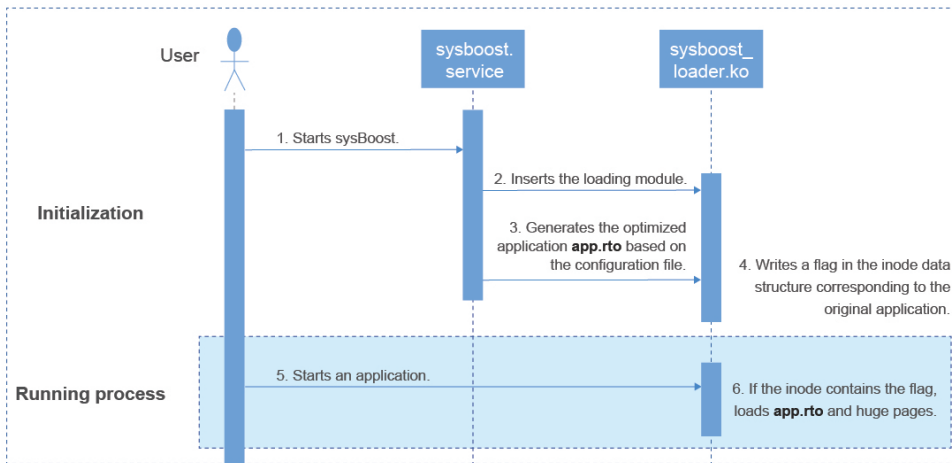 User
sysboost.
service
sysboost_
loader.ko
1. Starts sysBoost.
2. Inserts the loading module.
Initialization
3. Generates the optimized
application app.rto based on
the configuration file.
4. Writes a flag in the inode data
structure corresponding to the
original application.
Running process
5. Starts an application.
6. If the inode contains the flag,
loads app.rto and huge pages.